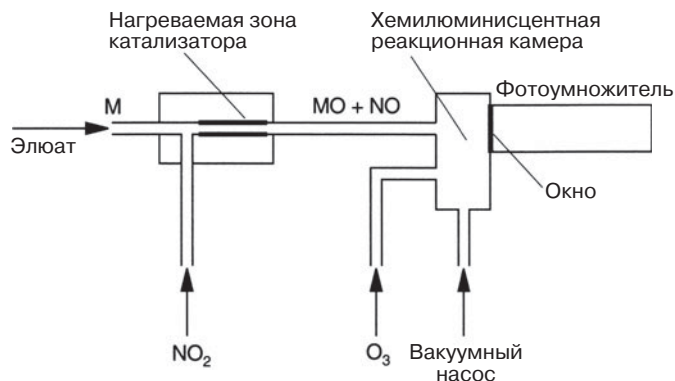 Нагреваемая зона
катализатора
Хемилюминисцентная
реакционная камера
Фотоумножитель
M
MO + NO
Элюат
Окно
NO₂
O₃
Вакуумный
насос